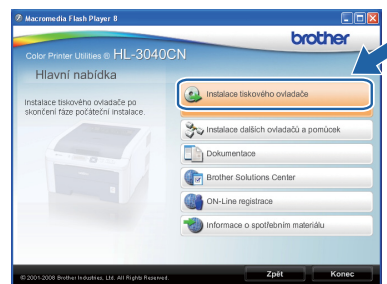 Macromedia Flash Player 8
brother
Color Printer Utilities ® HL-3040CN
Hlavní nabídka
Instalace tiskového ovladače po
skončení fáze počáteční instalace.
Instalace tiskového ovladače
Instalace dalších ovladačů a pomůcek
Dokumentace
Brother Solutions Center
ON-Line registrace
Informace o spotřebním materiálu
© 2001-2008 Brother Industries, Ltd. All Rights Reserved.
Zpět
Konec